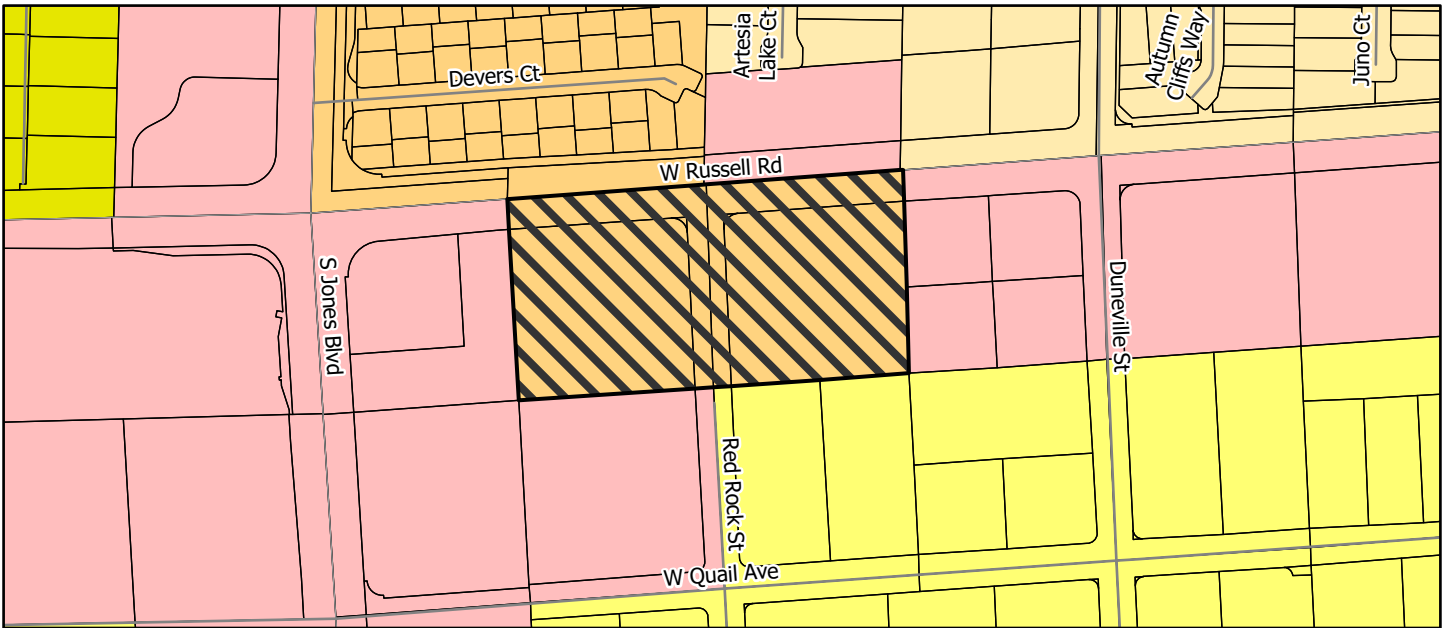 Artesia
Lake Ct
Autumn
Cliffs Way
Juno Ct
Devers Ct
W Russell Rd
S Jones Blvd
Duneville St
Red Rock St
W Quail Ave